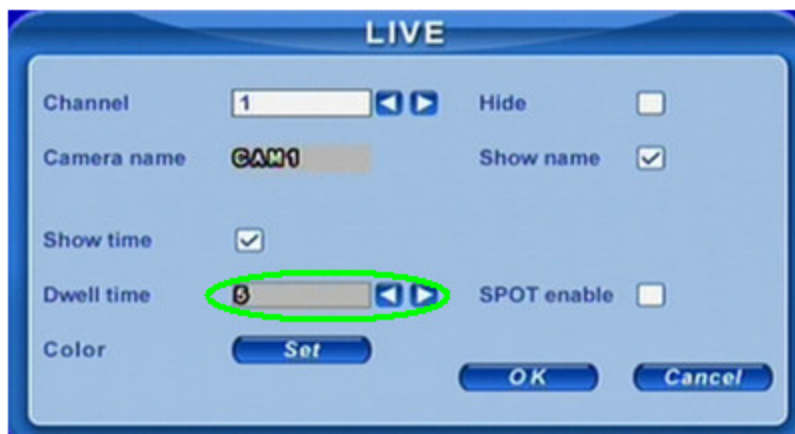 LIVE
Channel 1 Hide
Camera name CAM1 Show name
Show time
Dwell time 5 SPOT enable
Color Set
OK Cancel